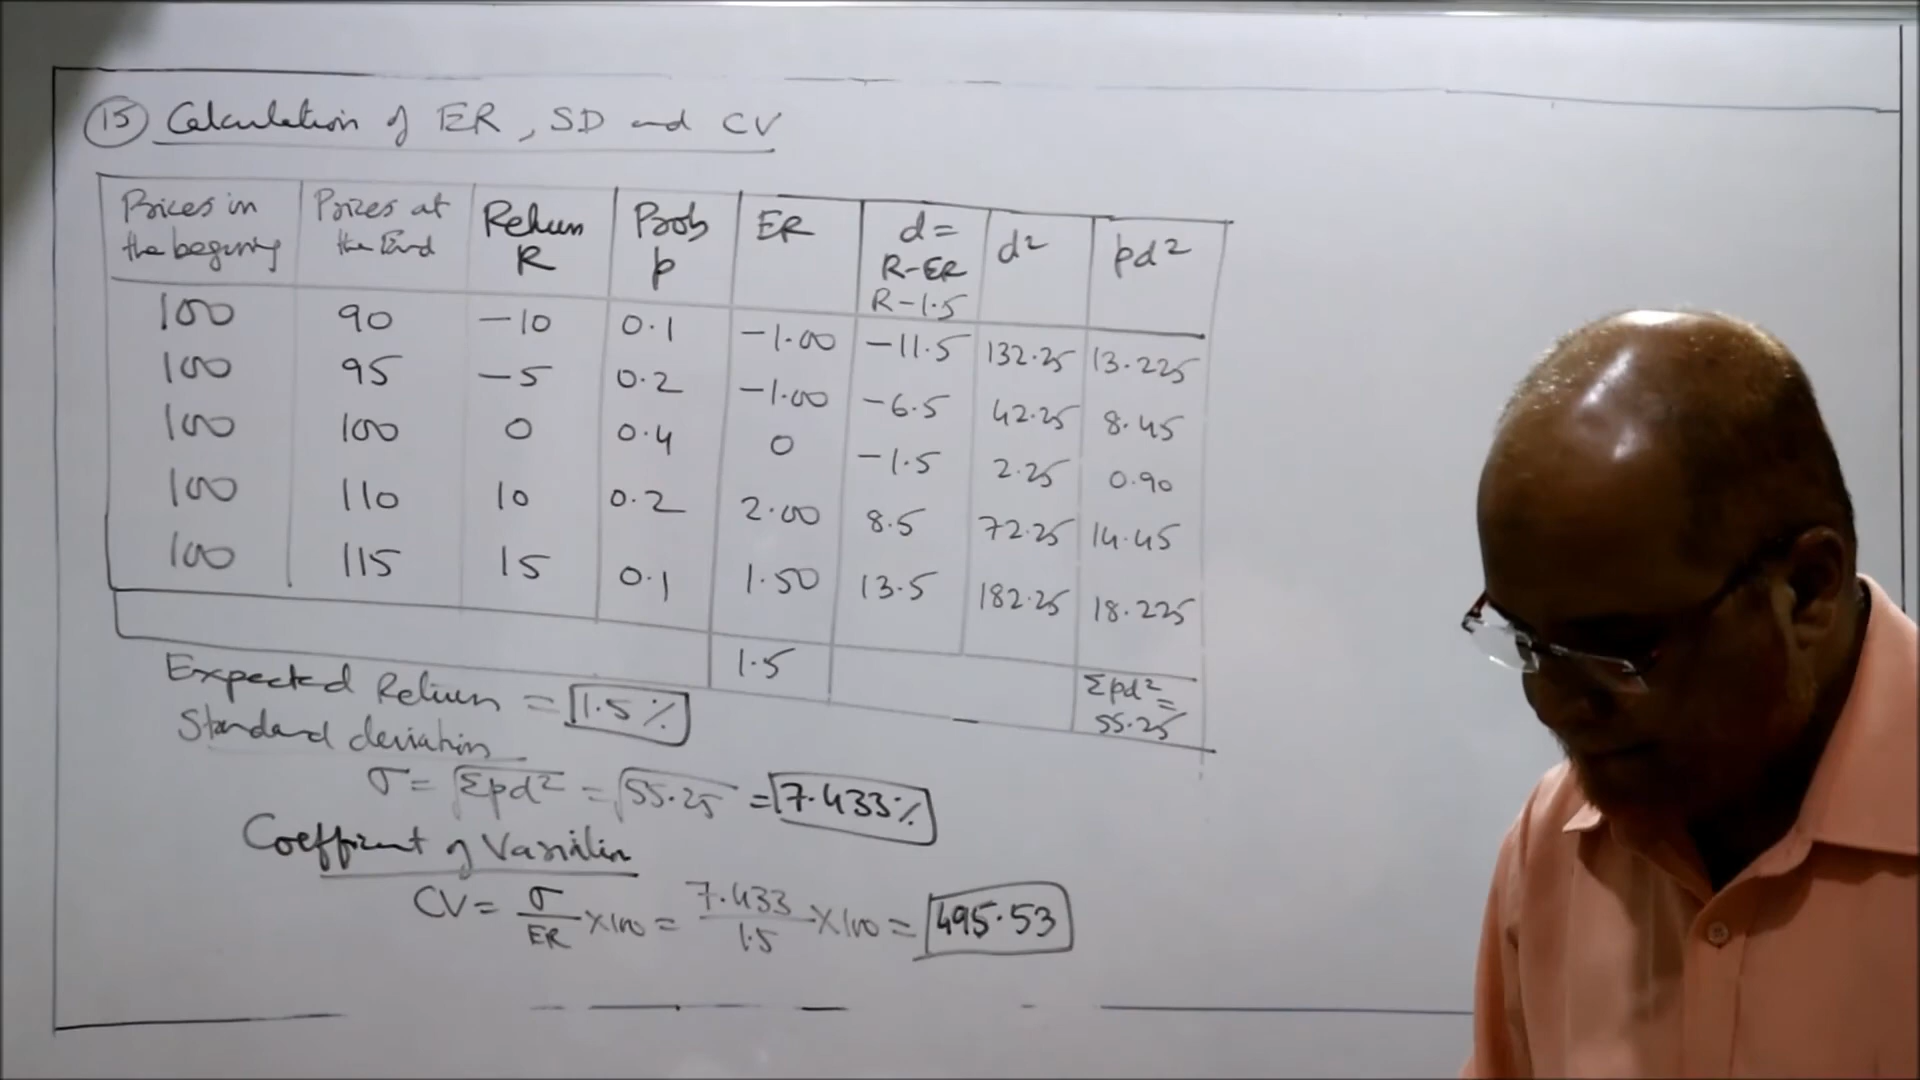 15 Calculation of ER, SD and CV
Prices in the beginning | Prices at the End | Return R | Prob p | ER | d= R-ER R-1.5 | d² | pd²
100 | 90 | -10 | 0.1 | -1.00 | -11.5 | 132.25 | 13.225
100 | 95 | -5 | 0.2 | -1.00 | -6.5 | 42.25 | 8.45
100 | 100 | 0 | 0.4 | 0 | -1.5 | 2.25 | 0.90
100 | 110 | 10 | 0.2 | 2.00 | 8.5 | 72.25 | 14.45
100 | 115 | 15 | 0.1 | 1.50 | 13.5 | 182.25 | 18.225
1.5 | Σpd² = 55.25
Expected Return = 1.5%
Standard deviation
σ = √Σpd² = √55.25 = 7.433%
Coefficient of Variation
CV = σ/ER × 100 = 7.433/1.5 × 100 = 495.53